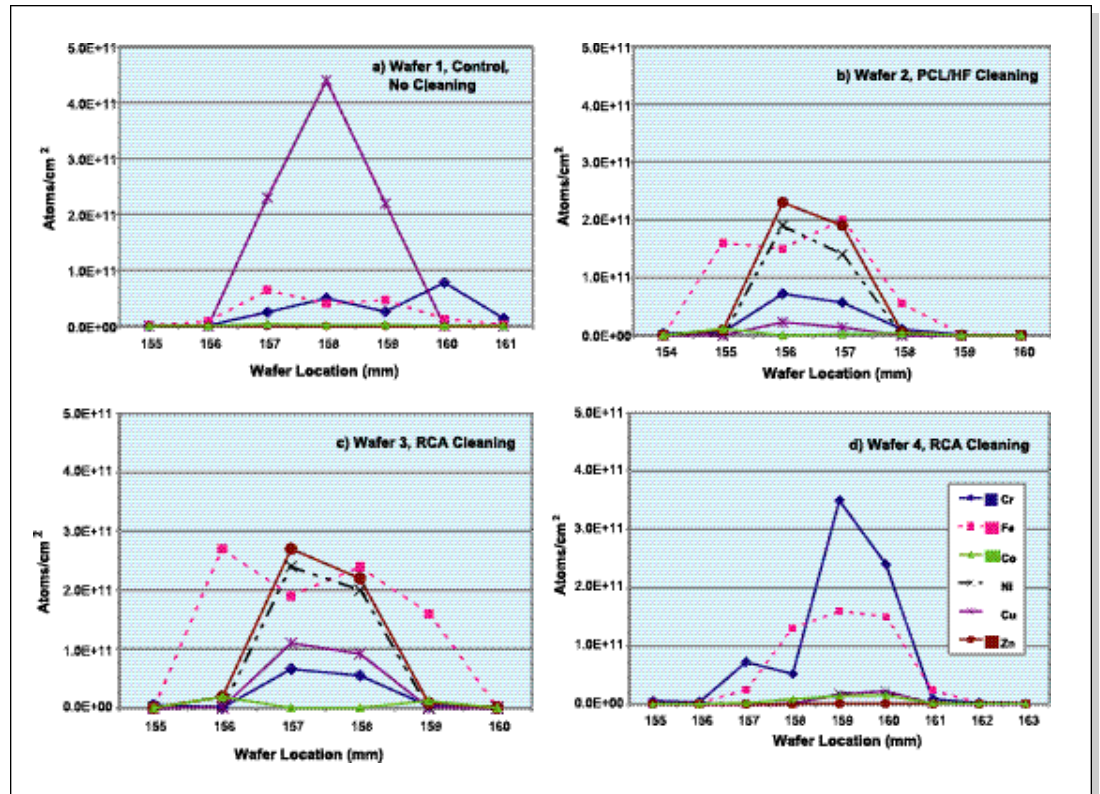 a) Wafer 1, Control,
No Cleaning
5.0E+11
4.0E+11
3.0E+11
2.0E+11
1.0E+11
0.0E+00
Atoms/cm²
155 156 157 158 159 160 161
Wafer Location (mm)
b) Wafer 2, PCL/HF Cleaning
5.0E+11
4.0E+11
3.0E+11
2.0E+11
1.0E+11
0.0E+00
Atoms/cm²
154 155 156 157 158 159 160
Wafer Location (mm)
c) Wafer 3, RCA Cleaning
5.0E+11
4.0E+11
3.0E+11
2.0E+11
1.0E+11
0.0E+00
Atoms/cm²
155 156 157 158 159 160
Wafer Location (mm)
d) Wafer 4, RCA Cleaning
5.0E+11
4.0E+11
3.0E+11
2.0E+11
1.0E+11
0.0E+00
Atoms/cm²
155 156 157 158 159 160 161 162 163
Wafer Location (mm)
Cr
Fe
Co
Ni
Cu
Zn